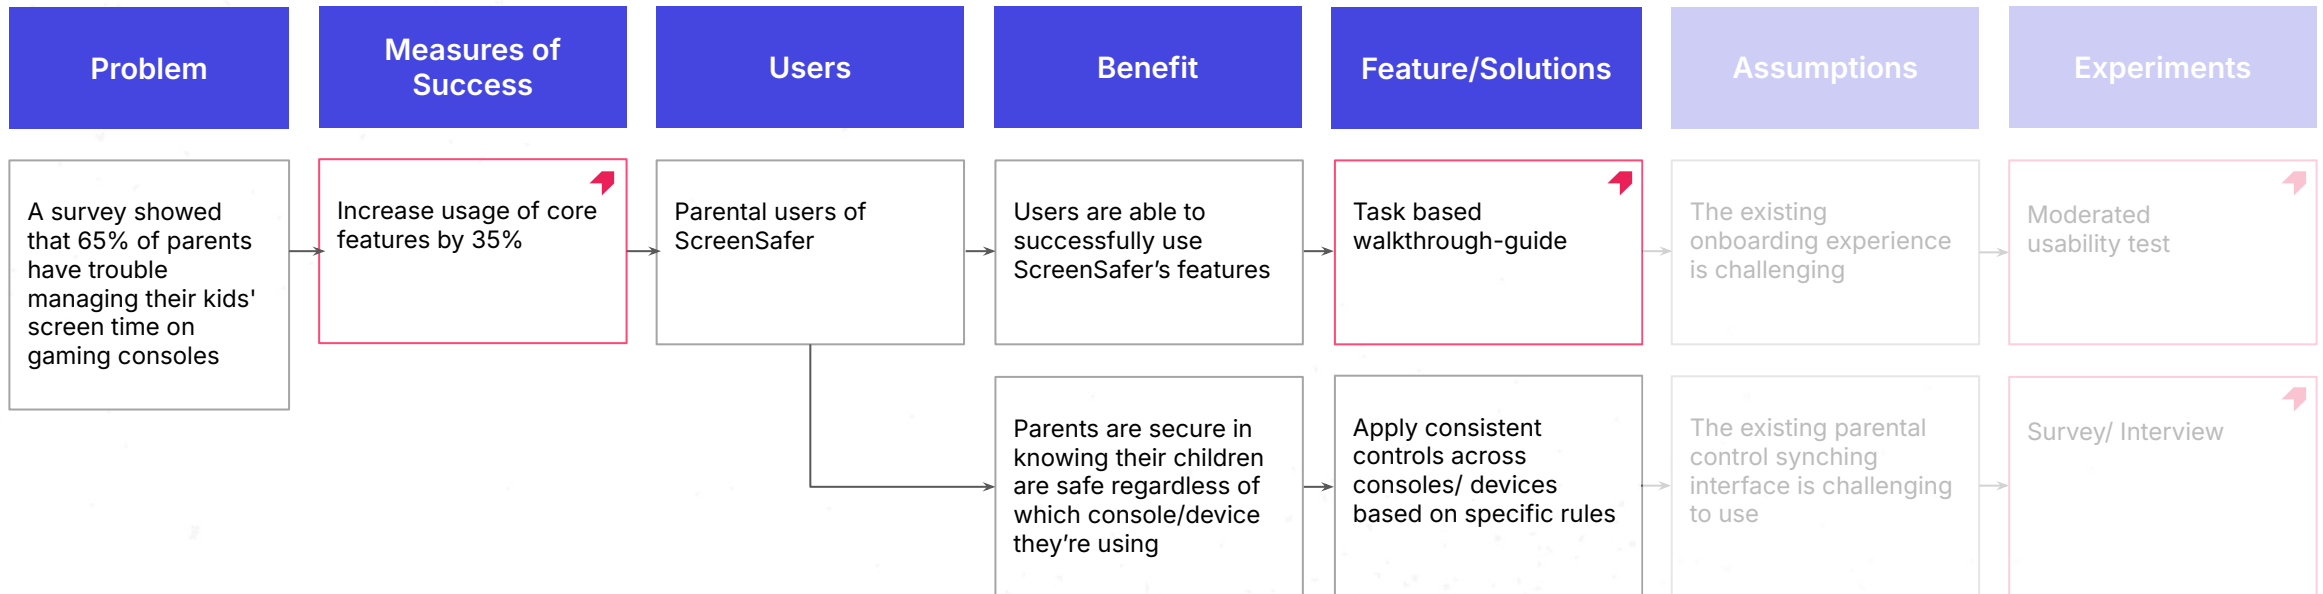 Problem
Measures of
Success
Users
Benefit
Feature/Solutions
Assumptions
Experiments
A survey showed
that 65% of parents
have trouble
managing their kids'
screen time on
gaming consoles
Increase usage of core
features by 35%
Parental users of
ScreenSafer
Users are able to
successfully use
ScreenSafer’s features
Task based
walkthrough-guide
The existing
onboarding experience
is challenging
Moderated
usability test
Parents are secure in
knowing their children
are safe regardless of
which console/device
they’re using
Apply consistent
controls across
consoles/ devices
based on specific rules
The existing parental
control synching
interface is challenging
to use
Survey/ Interview